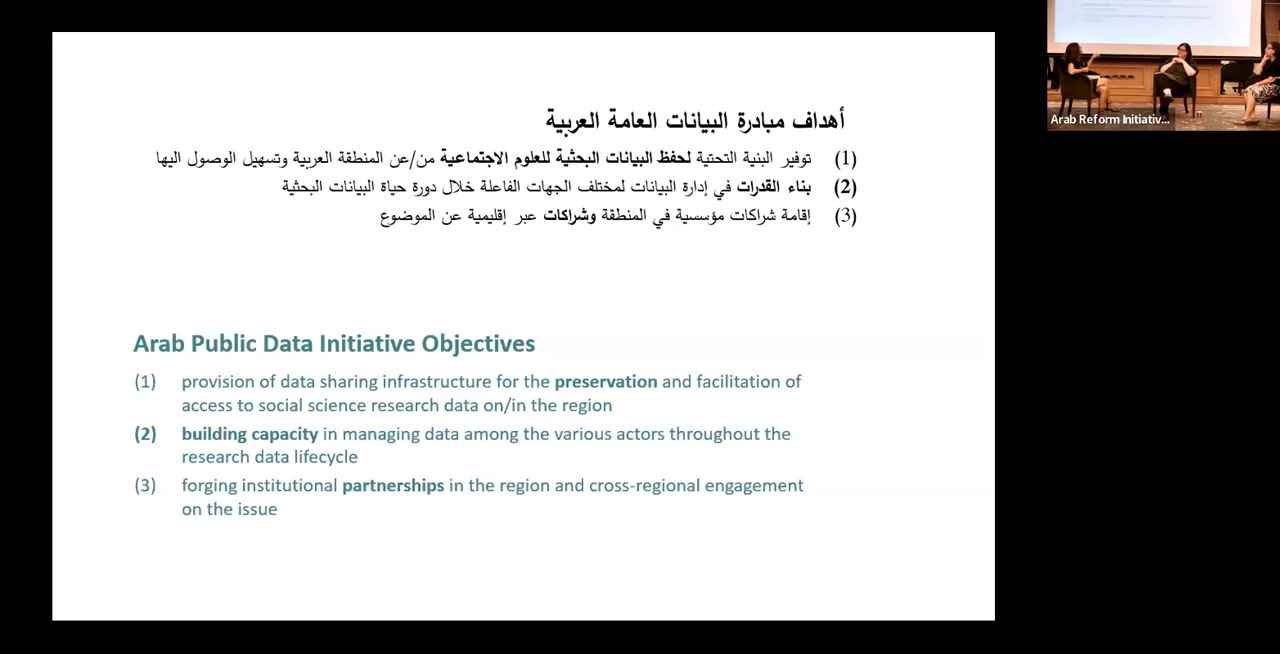 أهداف مبادرة البيانات العامة العربية
(1) توفير البنية التحتية لحفظ البيانات البحثية للعلوم الاجتماعية من/عن المنطقة العربية وتسهيل الوصول اليها
(2) بناء القدرات في إدارة البيانات لمختلف الجهات الفاعلة خلال دورة حياة البيانات البحثية
(3) إقامة شراكات مؤسسية في المنطقة وشراكات عبر إقليمية عن الموضوع
Arab Public Data Initiative Objectives
(1) provision of data sharing infrastructure for the preservation and facilitation of
access to social science research data on/in the region
(2) building capacity in managing data among the various actors throughout the
research data lifecycle
(3) forging institutional partnerships in the region and cross-regional engagement
on the issue
Arab Reform Initiativ...